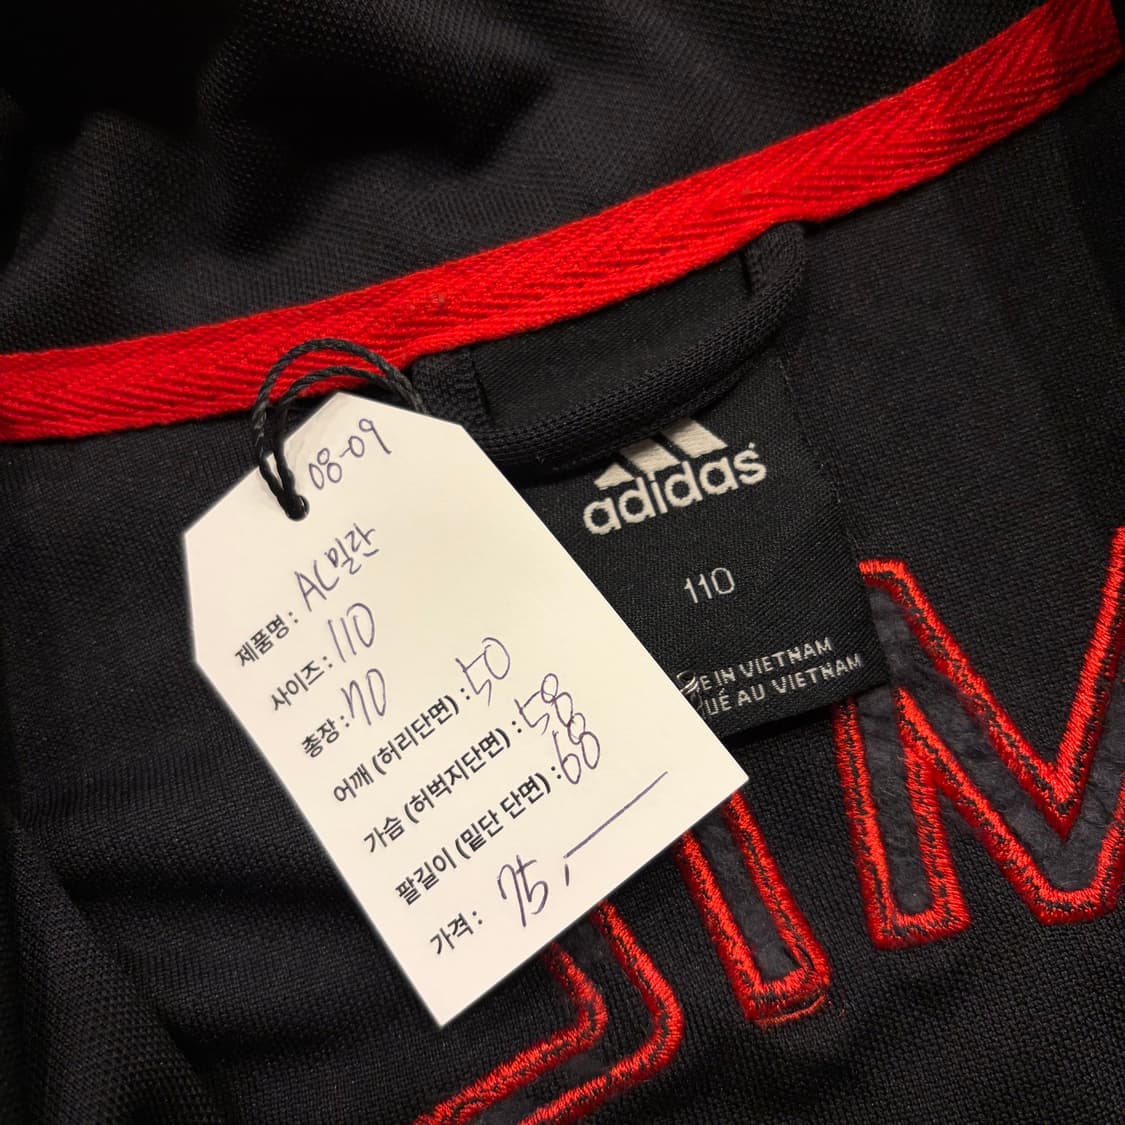 08-09
제품명 : AC밀란
사이즈 : 110
총장 : 70
어깨 (허리단면) : 50
가슴 (허벅지단면) : 58
팔길이 (밑단 단면) : 68
가격 : 75,
adidas
110
E IN VIETNAM
UÉ AU VIETNAM